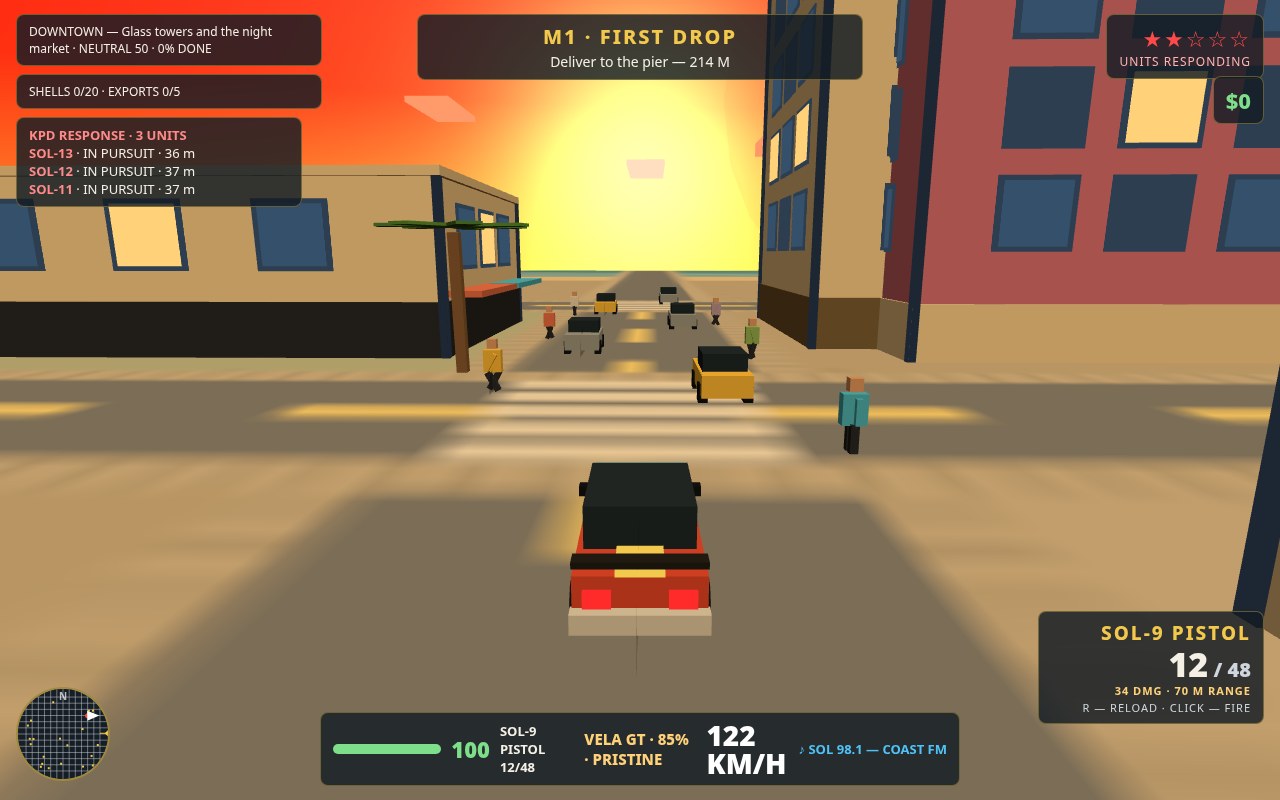 DOWNTOWN — Glass towers and the night
market · NEUTRAL 50 · 0% DONE
SHELLS 0/20 · EXPORTS 0/5
KPD RESPONSE · 3 UNITS
SOL-13 · IN PURSUIT · 36 m
SOL-12 · IN PURSUIT · 37 m
SOL-11 · IN PURSUIT · 37 m
M1 · FIRST DROP
Deliver to the pier — 214 M
★★☆☆☆
UNITS RESPONDING
$0
SOL-9 PISTOL
12 / 48
34 DMG · 70 M RANGE
R — RELOAD · CLICK — FIRE
N
100
SOL-9
PISTOL
12/48
VELA GT · 85%
· PRISTINE
122
KM/H
♪ SOL 98.1 — COAST FM